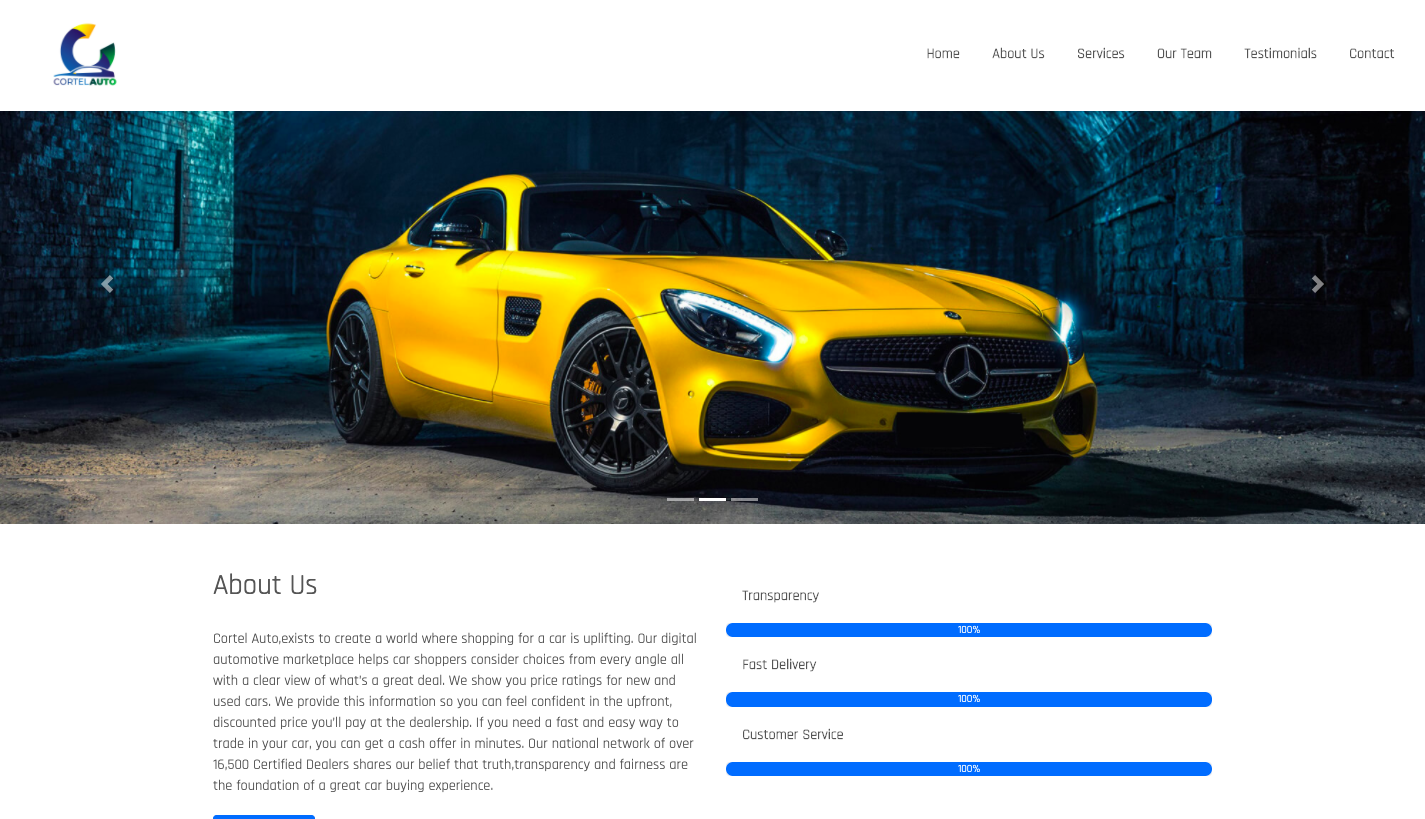 CORTELAUTO
Home About Us Services Our Team Testimonials Contact
About Us
Cortel Auto,exists to create a world where shopping for a car is uplifting. Our digital
automotive marketplace helps car shoppers consider choices from every angle all
with a clear view of what's a great deal. We show you price ratings for new and
used cars. We provide this information so you can feel confident in the upfront,
discounted price you'll pay at the dealership. If you need a fast and easy way to
trade in your car, you can get a cash offer in minutes. Our national network of over
16,500 Certified Dealers shares our belief that truth,transparency and fairness are
the foundation of a great car buying experience.
Transparency
100%
Fast Delivery
100%
Customer Service
100%